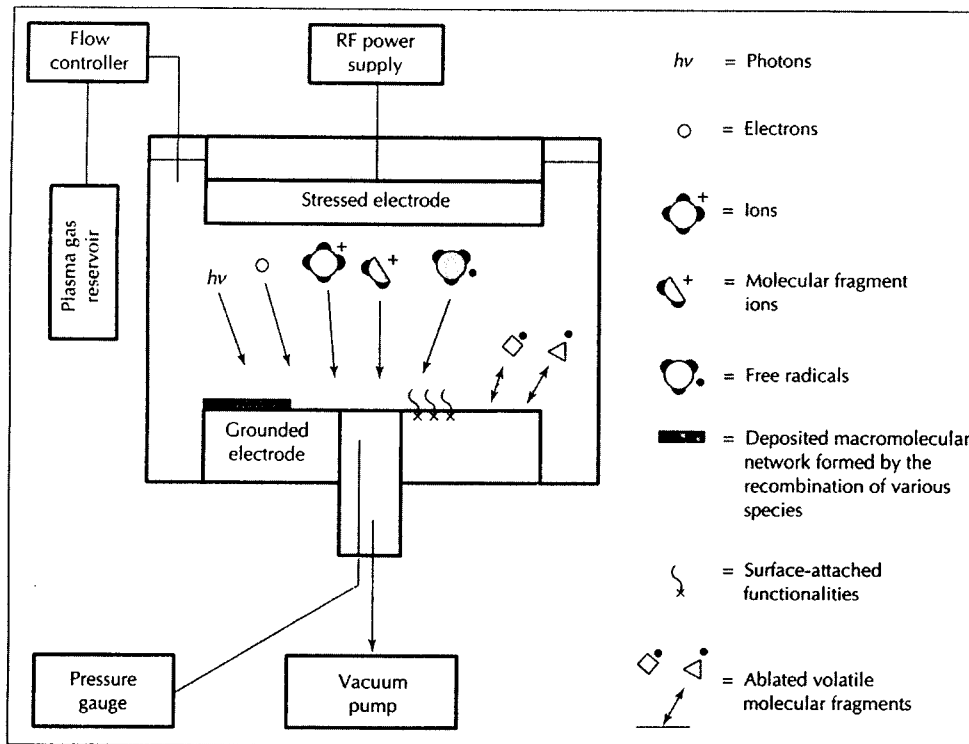 Flow
controller
RF power
supply
Plasma gas
reservoir
Stressed electrode
hν
+
+
Grounded
electrode
Pressure
gauge
Vacuum
pump
hν = Photons
= Electrons
+ = Ions
+ = Molecular fragment
ions
= Free radicals
= Deposited macromolecular
network formed by the
recombination of various
species
= Surface-attached
functionalities
= Ablated volatile
molecular fragments